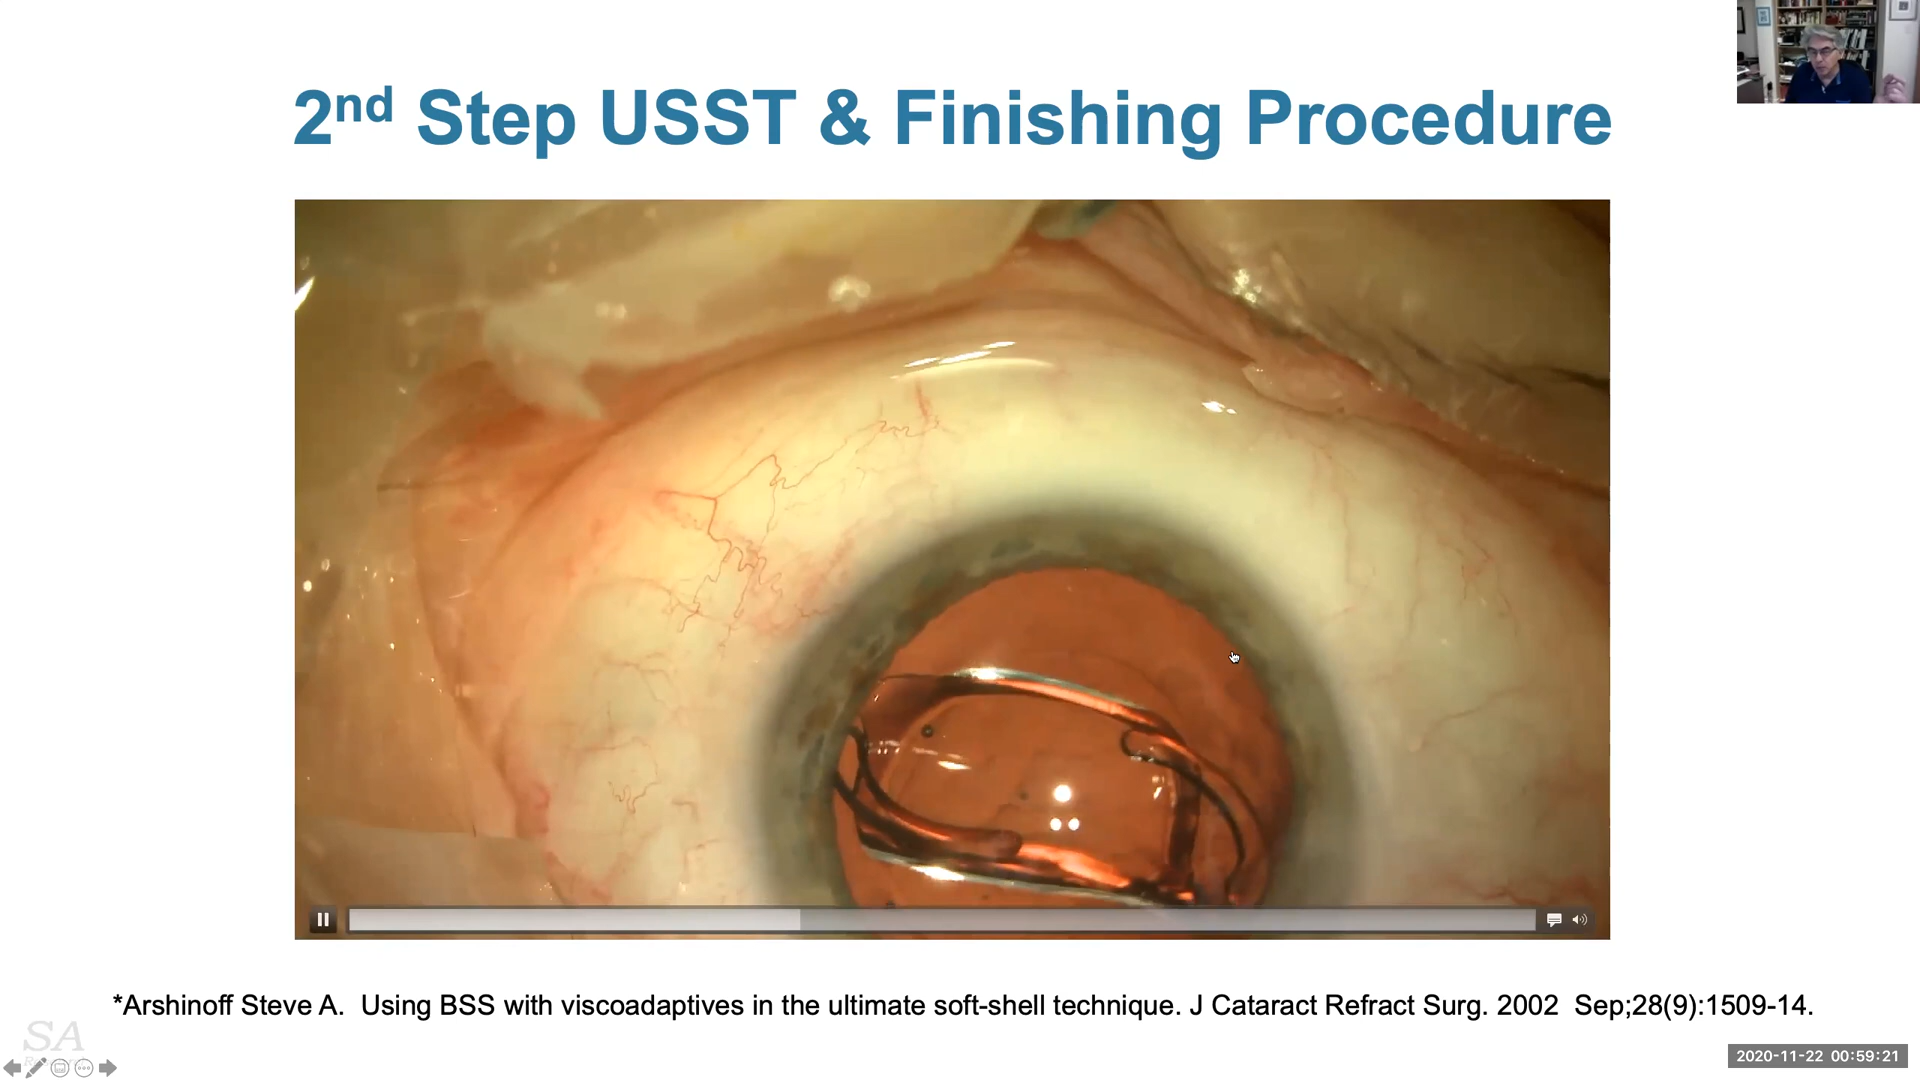 2nd Step USST & Finishing Procedure
*Arshinoff Steve A.  Using BSS with viscoadaptives in the ultimate soft-shell technique. J Cataract Refract Surg. 2002  Sep;28(9):1509-14.
SA
2020-11-22 00:59:21